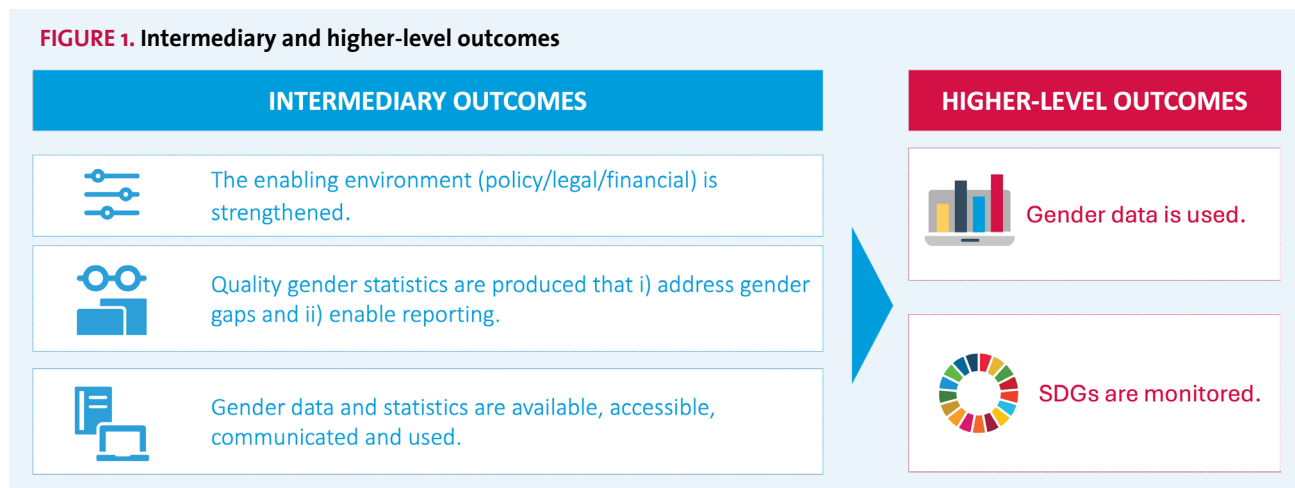 FIGURE 1. Intermediary and higher-level outcomes
INTERMEDIARY OUTCOMES
The enabling environment (policy/legal/financial) is
strengthened.
Quality gender statistics are produced that i) address gender
gaps and ii) enable reporting.
Gender data and statistics are available, accessible,
communicated and used.
HIGHER-LEVEL OUTCOMES
Gender data is used.
SDGs are monitored.